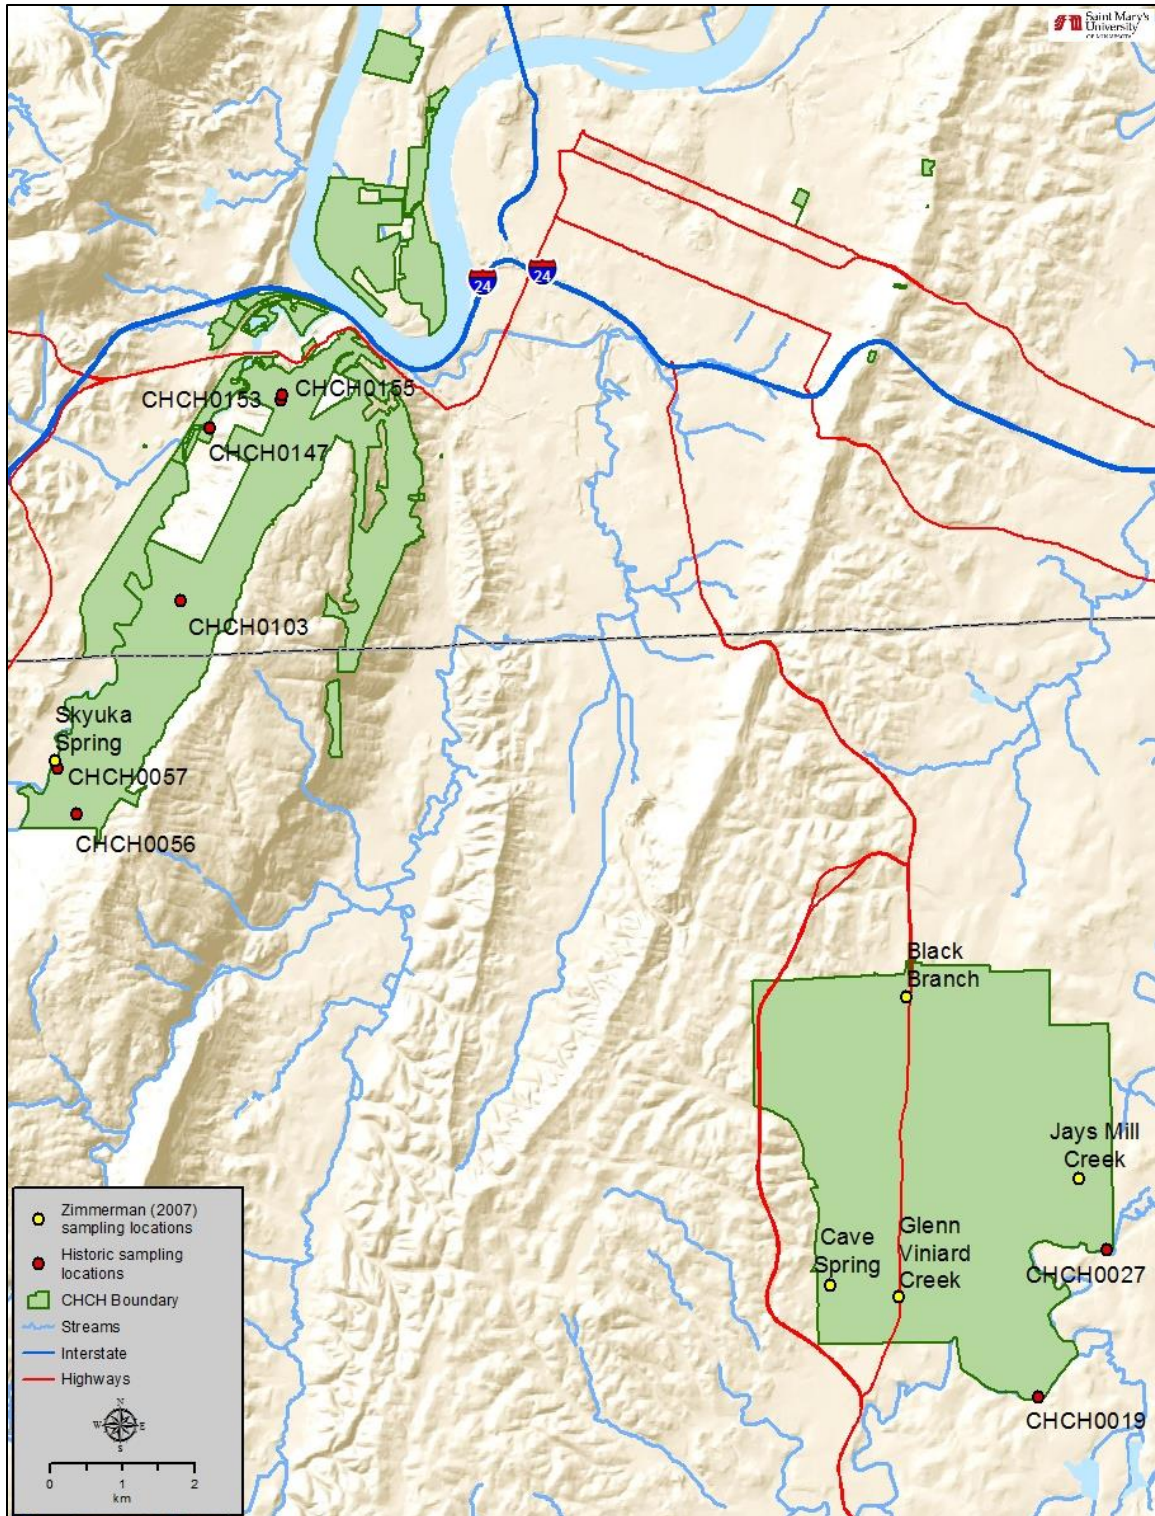 Saint Mary's
University
OF MINNESOTA
24
24
CHCH0155
CHCH0153
CHCH0147
CHCH0103
Skyuka
Spring
CHCH0057
CHCH0056
Black
Branch
Jays Mill
Creek
Cave
Spring
Glenn
Viniard
Creek
CHCH0027
CHCH0019
Zimmerman (2007)
sampling locations
Historic sampling
locations
CHCH Boundary
Streams
Interstate
Highways
N
W
E
S
0
1
2
km